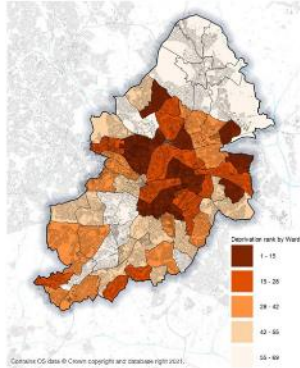 Deprivation rank by Ward
1 - 15
15 - 28
28 - 42
42 - 55
55 - 69
Contains OS data © Crown copyright and database right 2021.